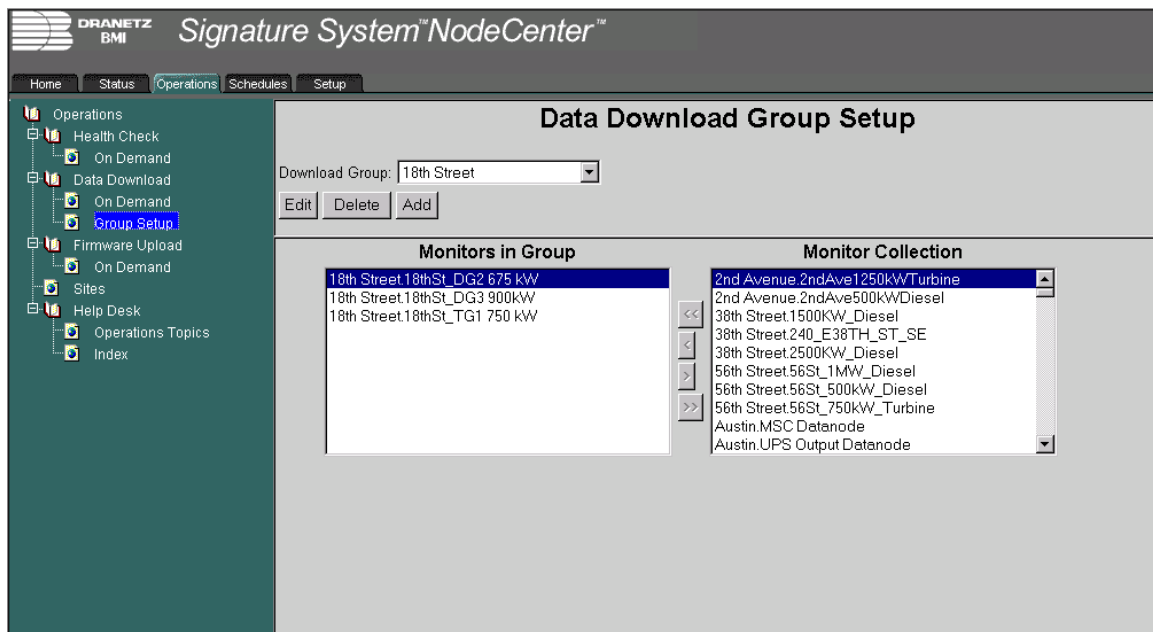 DRANETZ
BMI
Signature System™NodeCenter™
Home Status Operations Schedules Setup
Operations
Health Check
On Demand
Data Download
On Demand
Group Setup
Firmware Upload
On Demand
Sites
Help Desk
Operations Topics
Index
Data Download Group Setup
Download Group: 18th Street
Edit Delete Add
Monitors in Group
18th Street.18thSt_DG2 675 kW
18th Street.18thSt_DG3 900kW
18th Street.18thSt_TG1 750 kW
<<
<
>
>>
Monitor Collection
2nd Avenue.2ndAve1250kWTurbine
2nd Avenue.2ndAve500kWDiesel
38th Street.1500KW_Diesel
38th Street.240_E38TH_ST_SE
38th Street.2500KW_Diesel
56th Street.56St_1MW_Diesel
56th Street.56St_500kW_Diesel
56th Street.56St_750kW_Turbine
Austin.MSC Datanode
Austin.UPS Output Datanode